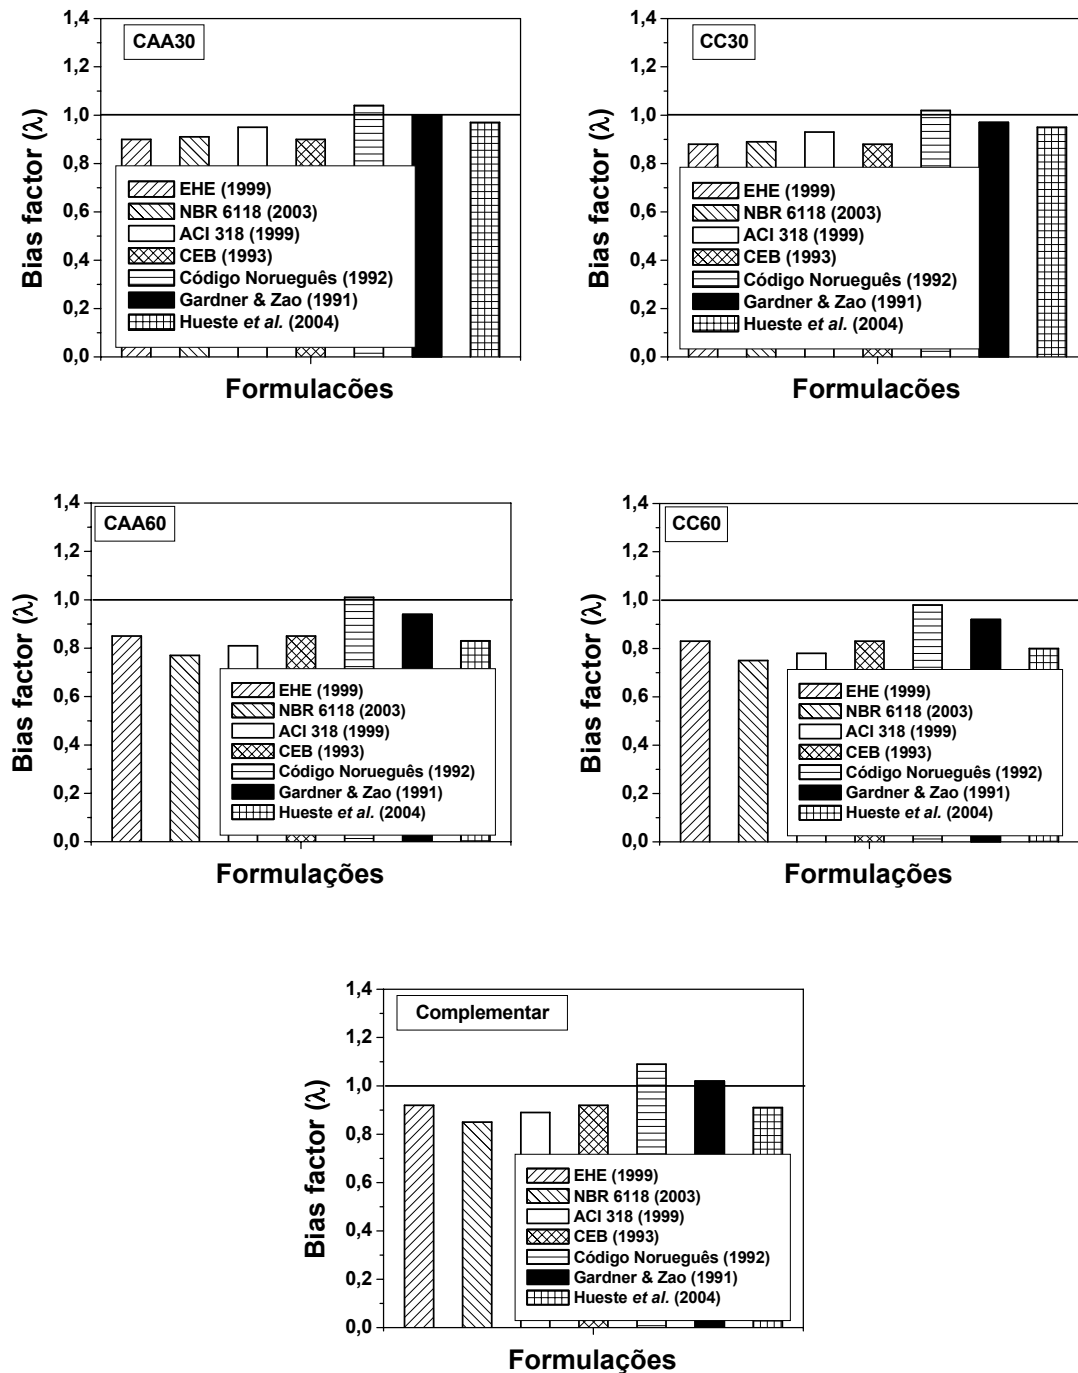 CAA30
1,4
1,2
1,0
0,8
0,6
0,4
0,2
0,0
Bias factor (λ)
EHE (1999)
NBR 6118 (2003)
ACI 318 (1999)
CEB (1993)
Código Norueguês (1992)
Gardner & Zao (1991)
Hueste et al. (2004)
Formulacões
CC30
1,4
1,2
1,0
0,8
0,6
0,4
0,2
0,0
Bias factor (λ)
EHE (1999)
NBR 6118 (2003)
ACI 318 (1999)
CEB (1993)
Código Norueguês (1992)
Gardner & Zao (1991)
Hueste et al. (2004)
Formulacões
CAA60
1,4
1,2
1,0
0,8
0,6
0,4
0,2
0,0
Bias factor (λ)
EHE (1999)
NBR 6118 (2003)
ACI 318 (1999)
CEB (1993)
Código Norueguês (1992)
Gardner & Zao (1991)
Hueste et al. (2004)
Formulações
CC60
1,4
1,2
1,0
0,8
0,6
0,4
0,2
0,0
Bias factor (λ)
EHE (1999)
NBR 6118 (2003)
ACI 318 (1999)
CEB (1993)
Código Norueguês (1992)
Gardner & Zao (1991)
Hueste et al. (2004)
Formulações
Complementar
1,4
1,2
1,0
0,8
0,6
0,4
0,2
0,0
Bias factor (λ)
EHE (1999)
NBR 6118 (2003)
ACI 318 (1999)
CEB (1993)
Código Norueguês (1992)
Gardner & Zao (1991)
Hueste et al. (2004)
Formulações